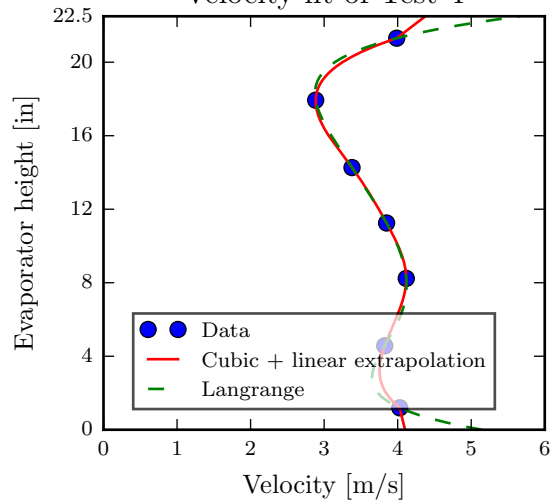 Velocity fit of Test
22.5
20
16
12
8
4
0
Evaporator height [in]
Data
Cubic + linear extrapolation
Langrange
0 1 2 3 4 5 6
Velocity [m/s]